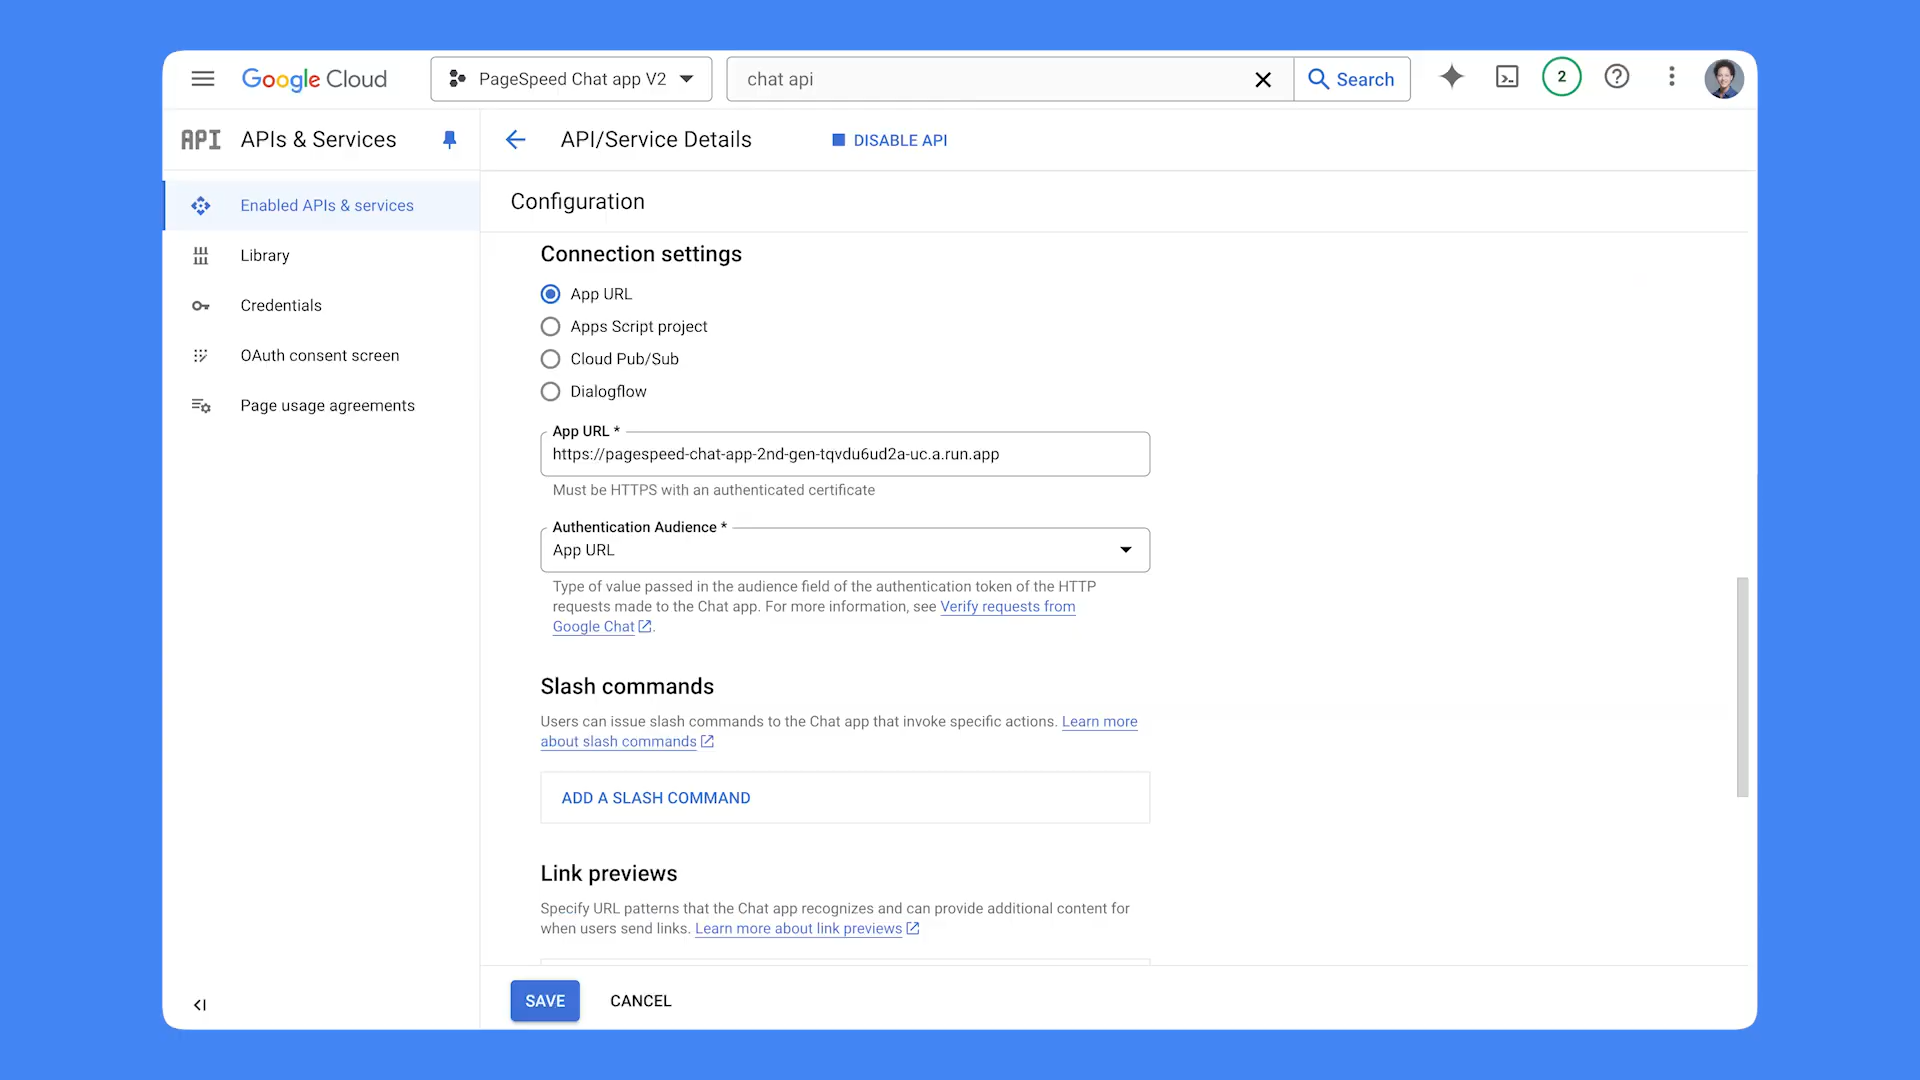 Google Cloud
PageSpeed Chat app V2
chat api
Search
2
API
APIs & Services
API/Service Details
DISABLE API
Enabled APIs & services
Library
Credentials
OAuth consent screen
Page usage agreements
Configuration
Connection settings
App URL
Apps Script project
Cloud Pub/Sub
Dialogflow
App URL *
https://pagespeed-chat-app-2nd-gen-tqvdu6ud2a-uc.a.run.app
Must be HTTPS with an authenticated certificate
Authentication Audience *
App URL
Type of value passed in the audience field of the authentication token of the HTTP
requests made to the Chat app. For more information, see Verify requests from
Google Chat.
Slash commands
Users can issue slash commands to the Chat app that invoke specific actions. Learn more
about slash commands
ADD A SLASH COMMAND
Link previews
Specify URL patterns that the Chat app recognizes and can provide additional content for
when users send links. Learn more about link previews
SAVE
CANCEL